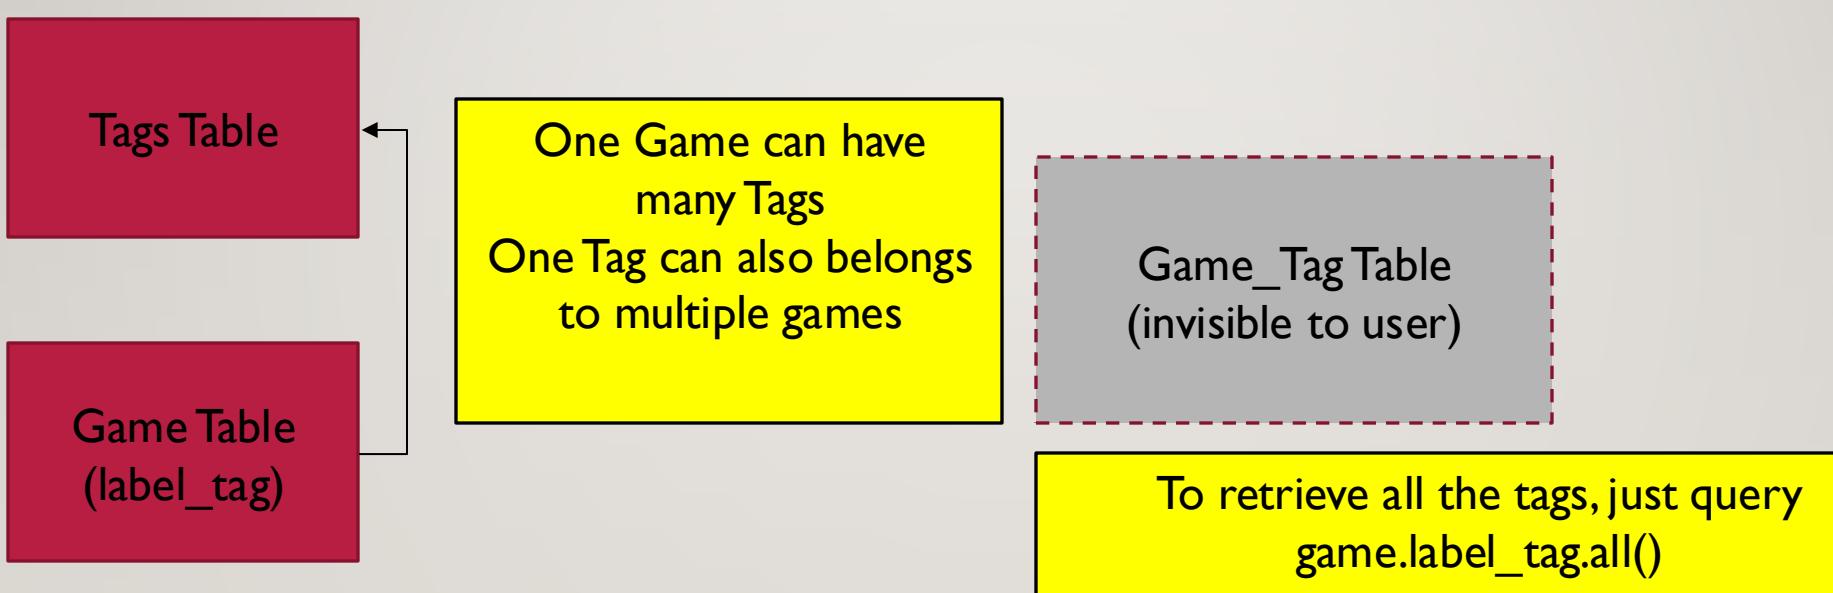 Tags Table
Game Table
(label_tag)
One Game can have
many Tags
One Tag can also belongs
to multiple games
Game_Tag Table
(invisible to user)
To retrieve all the tags, just query
game.label_tag.all()